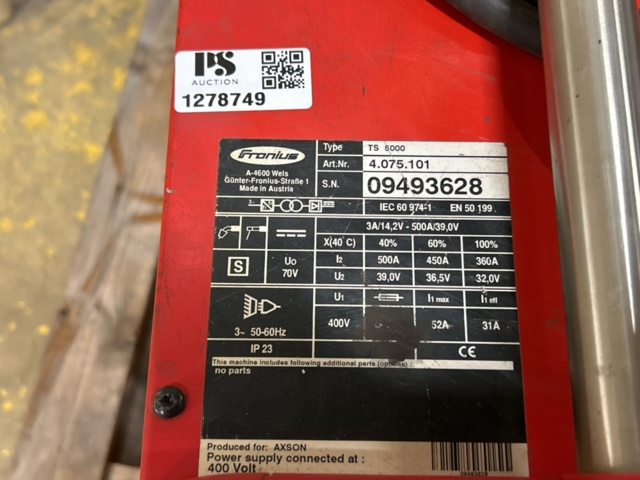 PS
AUCTION
1278749
Fronius
A-4600 Wels
Günter-Fronius-Straße 1
Made in Austria
Type TS 5000
Art.Nr. 4.075.101
S.N. 09493628
3~ IEC 60 974-1 EN 50 199
3A/14,2V - 500A/39,0V
X(40°C) 40% 60% 100%
S U0 70V
I2 500A 450A 360A
U2 39,0V 36,5V 32,0V
U1 I1 max I1 eff
400V 52A 31A
3~ 50-60Hz
IP 23 CE
This machine includes following additional parts (options) :
no parts
Produced for: AXSON
Power supply connected at :
400 Volt
09493628